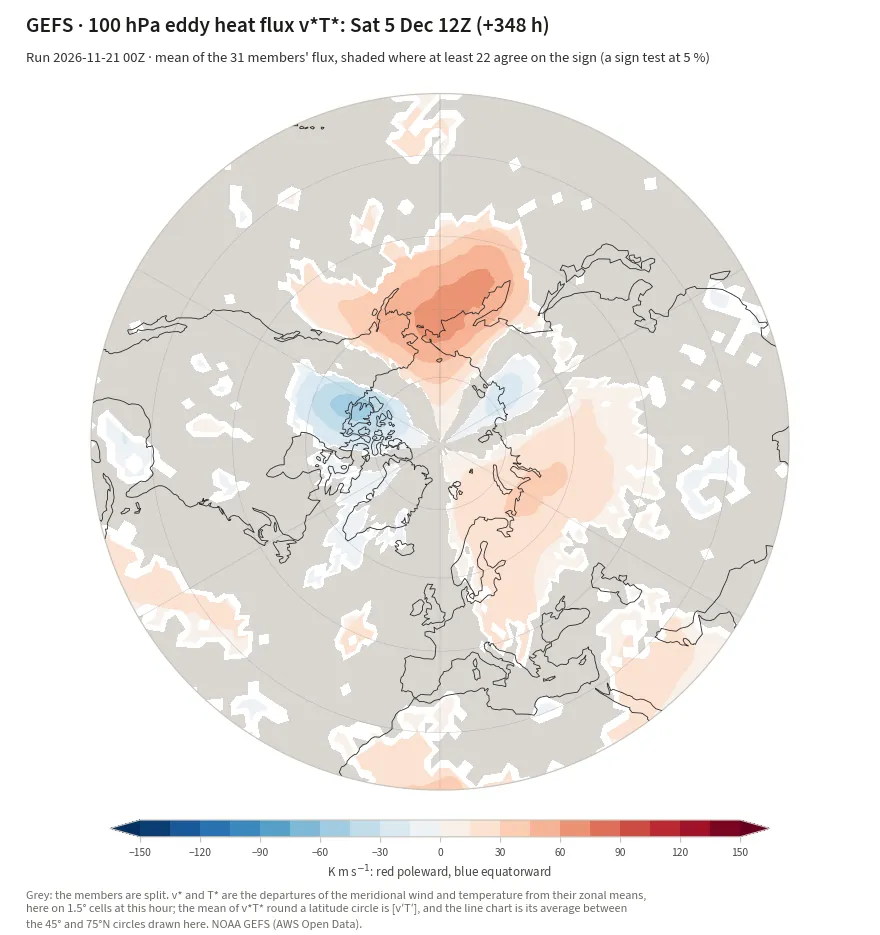 GEFS · 100 hPa eddy heat flux v*T*: Sat 5 Dec 12Z (+348 h)
Run 2026-11-21 00Z · mean of the 31 members' flux, shaded where at least 22 agree on the sign (a sign test at 5 %)
−150 −120 −90 −60 −30 0 30 60 90 120 150
K m s⁻¹: red poleward, blue equatorward
Grey: the members are split. v* and T* are the departures of the meridional wind and temperature from their zonal means,
here on 1.5° cells at this hour; the mean of v*T* round a latitude circle is [v'T'], and the line chart is its average between
the 45° and 75°N circles drawn here. NOAA GEFS (AWS Open Data).